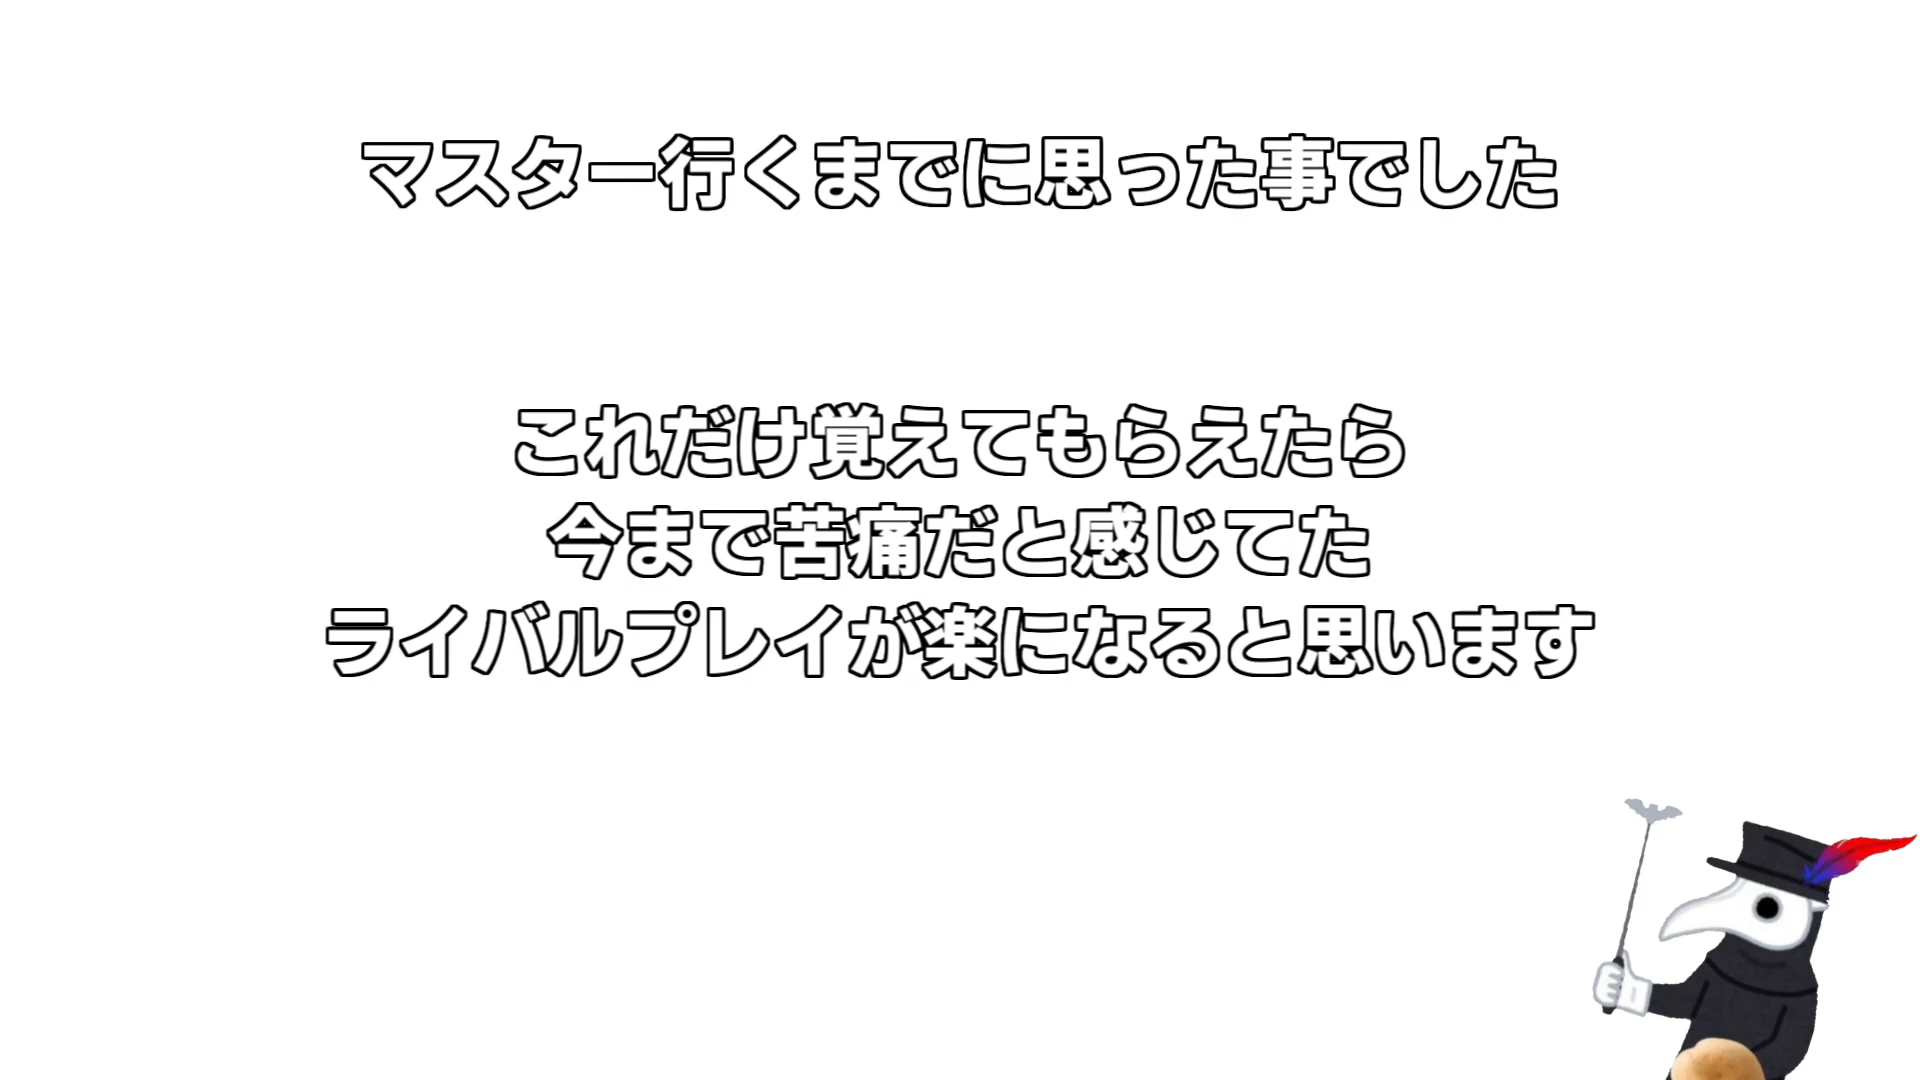 マスター行くまでに思った事でした
これだけ覚えてもらえたら
今まで苦痛だと感じてた
ライバルプレイが楽になると思います